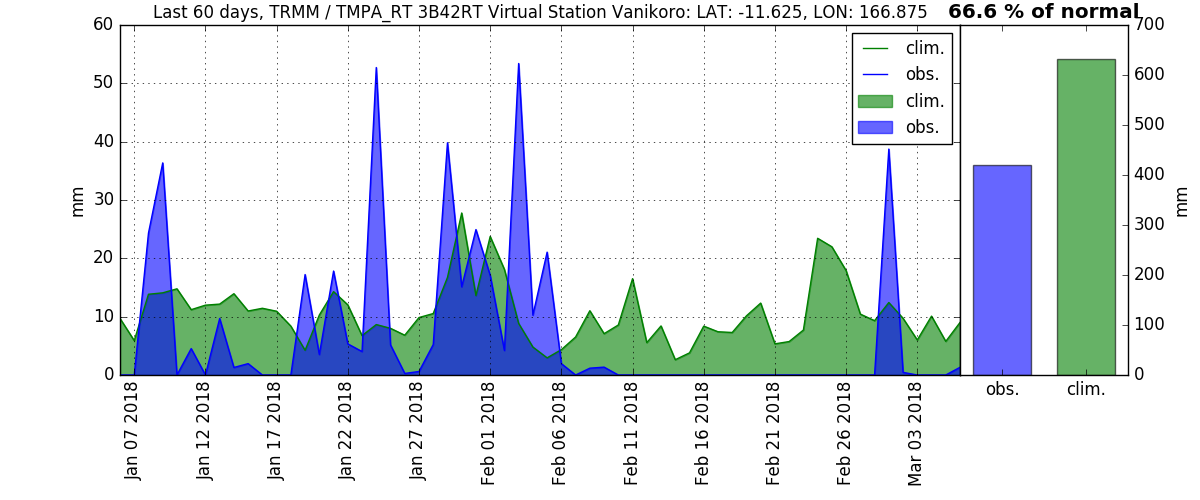 Last 60 days, TRMM / TMPA_RT 3B42RT Virtual Station Vanikoro: LAT: -11.625, LON: 166.875
66.6 % of normal
60
50
40
30
20
10
0
mm
clim.
obs.
clim.
obs.
Jan 07 2018
Jan 12 2018
Jan 17 2018
Jan 22 2018
Jan 27 2018
Feb 01 2018
Feb 06 2018
Feb 11 2018
Feb 16 2018
Feb 21 2018
Feb 26 2018
Mar 03 2018
700
600
500
400
300
200
100
0
mm
obs.
clim.